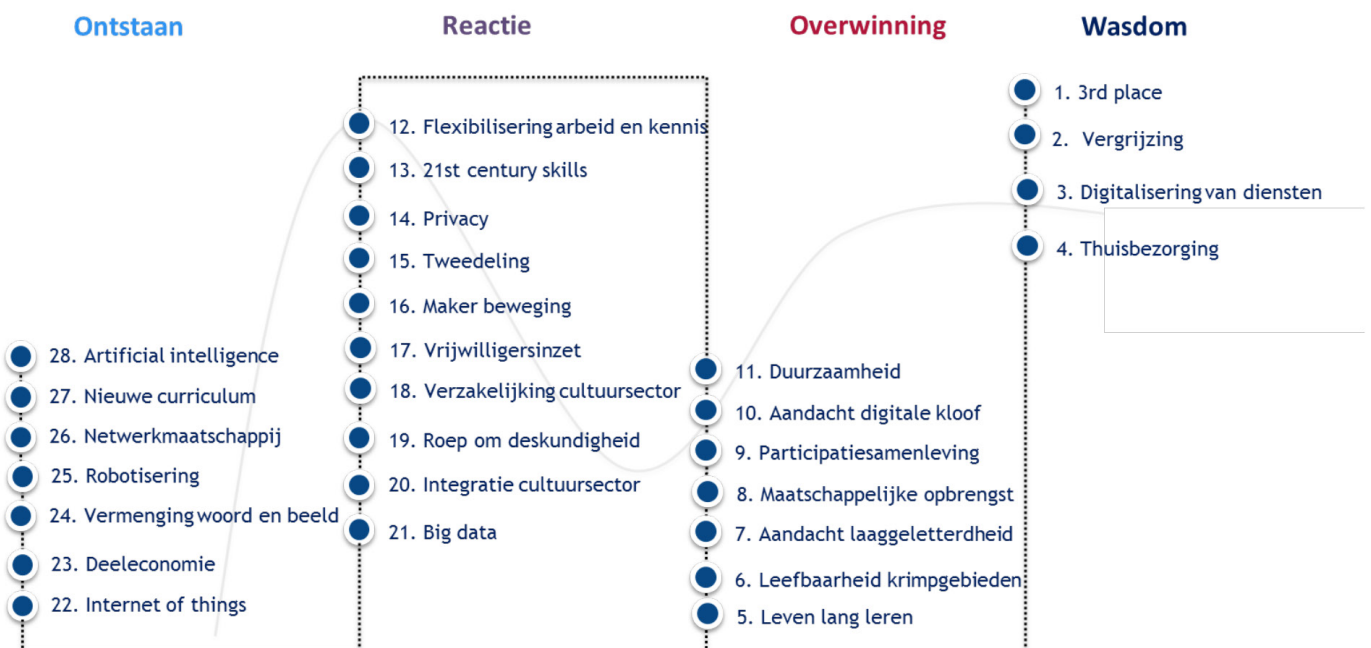 Ontstaan
Reactie
Overwinning
Wasdom
28. Artificial intelligence
27. Nieuwe curriculum
26. Netwerkmaatschappij
25. Robotisering
24. Vermenging woord en beeld
23. Deeleconomie
22. Internet of things
12. Flexibilisering arbeid en kennis
13. 21st century skills
14. Privacy
15. Tweedeling
16. Maker beweging
17. Vrijwilligersinzet
18. Verzakelijking cultuursector
19. Roep om deskundigheid
20. Integratie cultuursector
21. Big data
11. Duurzaamheid
10. Aandacht digitale kloof
9. Participatiesamenleving
8. Maatschappelijke opbrengst
7. Aandacht laaggeletterdheid
6. Leefbaarheid krimpgebieden
5. Leven lang leren
1. 3rd place
2. Vergrijzing
3. Digitalisering van diensten
4. Thuisbezorging